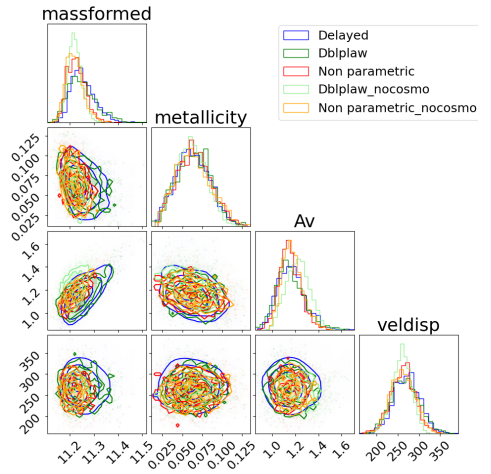 massformed
Delayed
Dblplaw
Non parametric
Dblplaw_nocosmo
Non parametric_nocosmo
metallicity
0.125
0.100
0.075
0.050
0.025
Av
1.6
1.4
1.2
1.0
veldisp
350
300
250
200
11.2 11.3 11.4 11.5
0.025 0.050 0.075 0.100 0.125
1.0 1.2 1.4 1.6
200 250 300 350